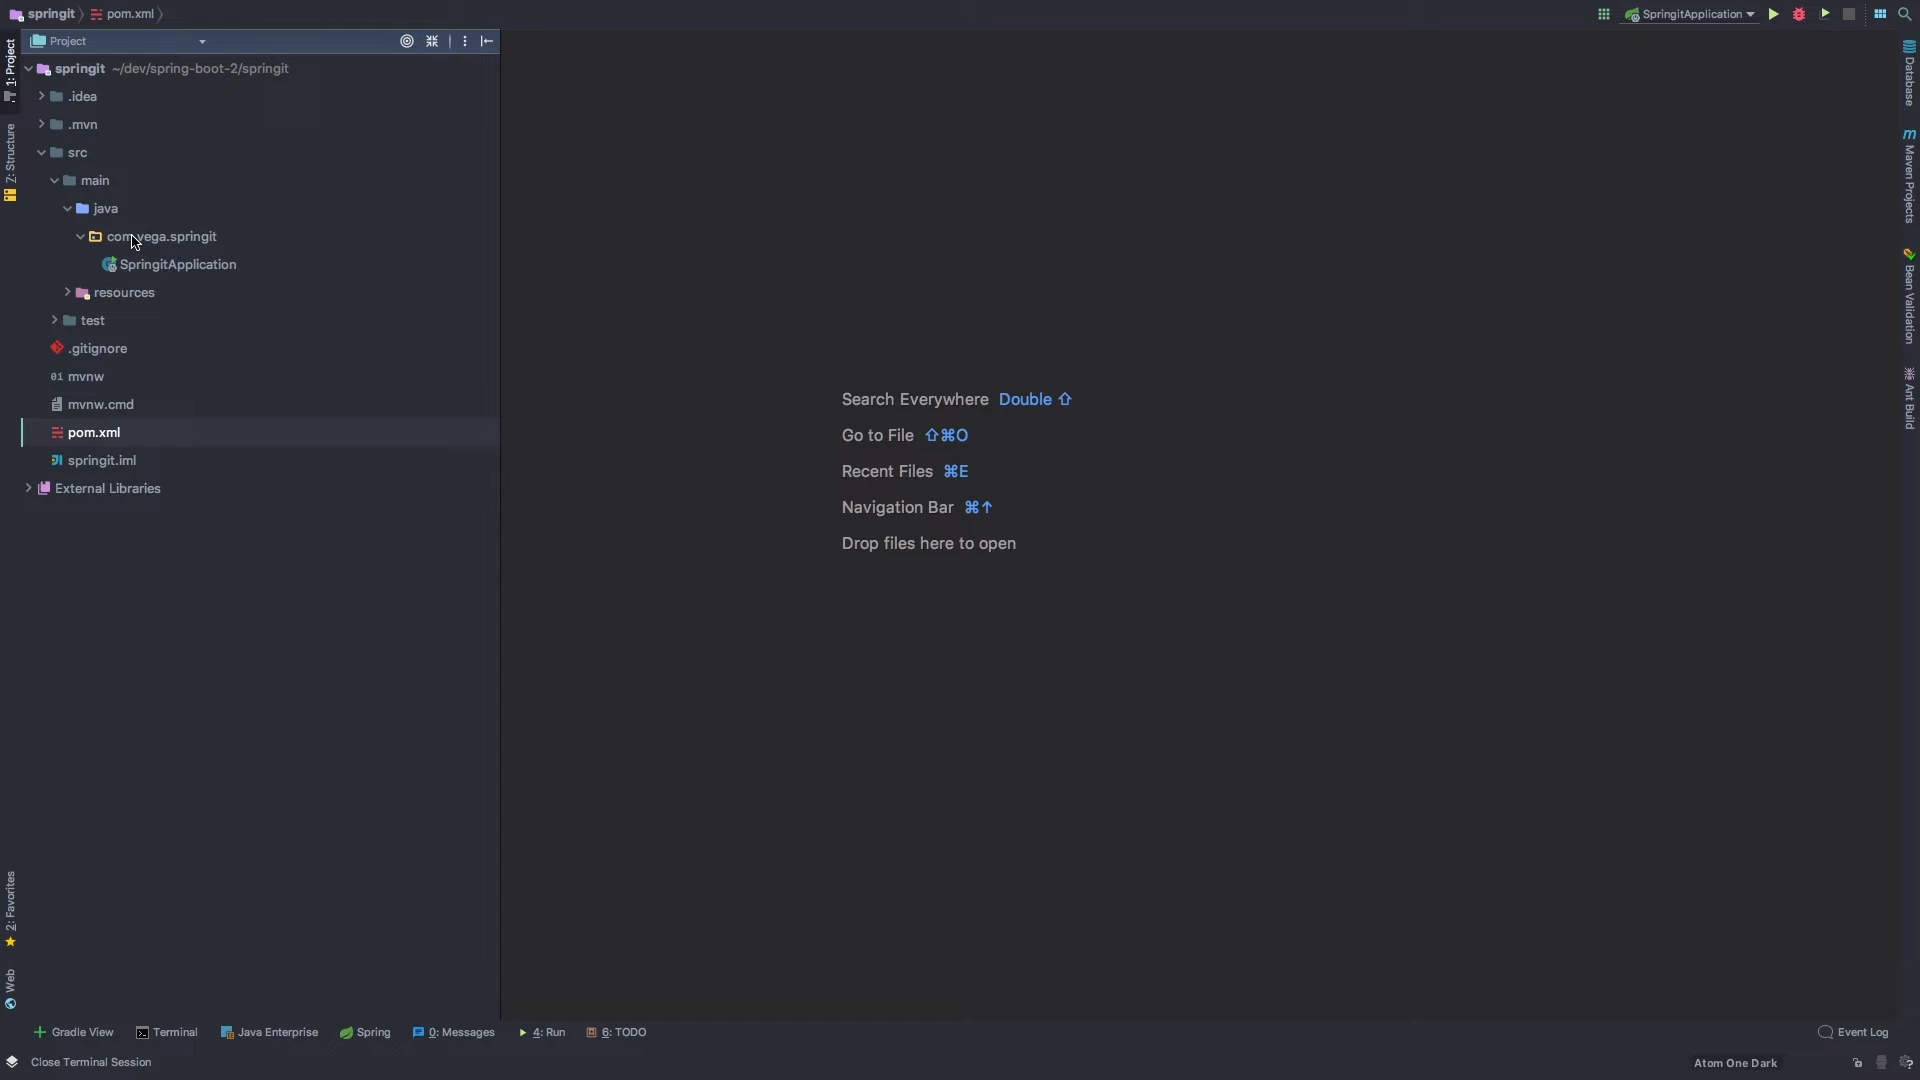 springit
pom.xml
SpringitApplication
1: Project
Project
springit ~/dev/spring-boot-2/springit
.idea
.mvn
7: Structure
src
main
java
com.vega.springit
SpringitApplication
resources
test
.gitignore
mvnw
mvnw.cmd
pom.xml
springit.iml
External Libraries
Search Everywhere Double ⇧
Go to File ⇧⌘O
Recent Files ⌘E
Navigation Bar ⌘↑
Drop files here to open
Database
m
Maven Projects
Bean Validation
Ant Build
2: Favorites
Web
Gradle View
Terminal
Java Enterprise
Spring
0: Messages
4: Run
6: TODO
Event Log
Close Terminal Session
Atom One Dark